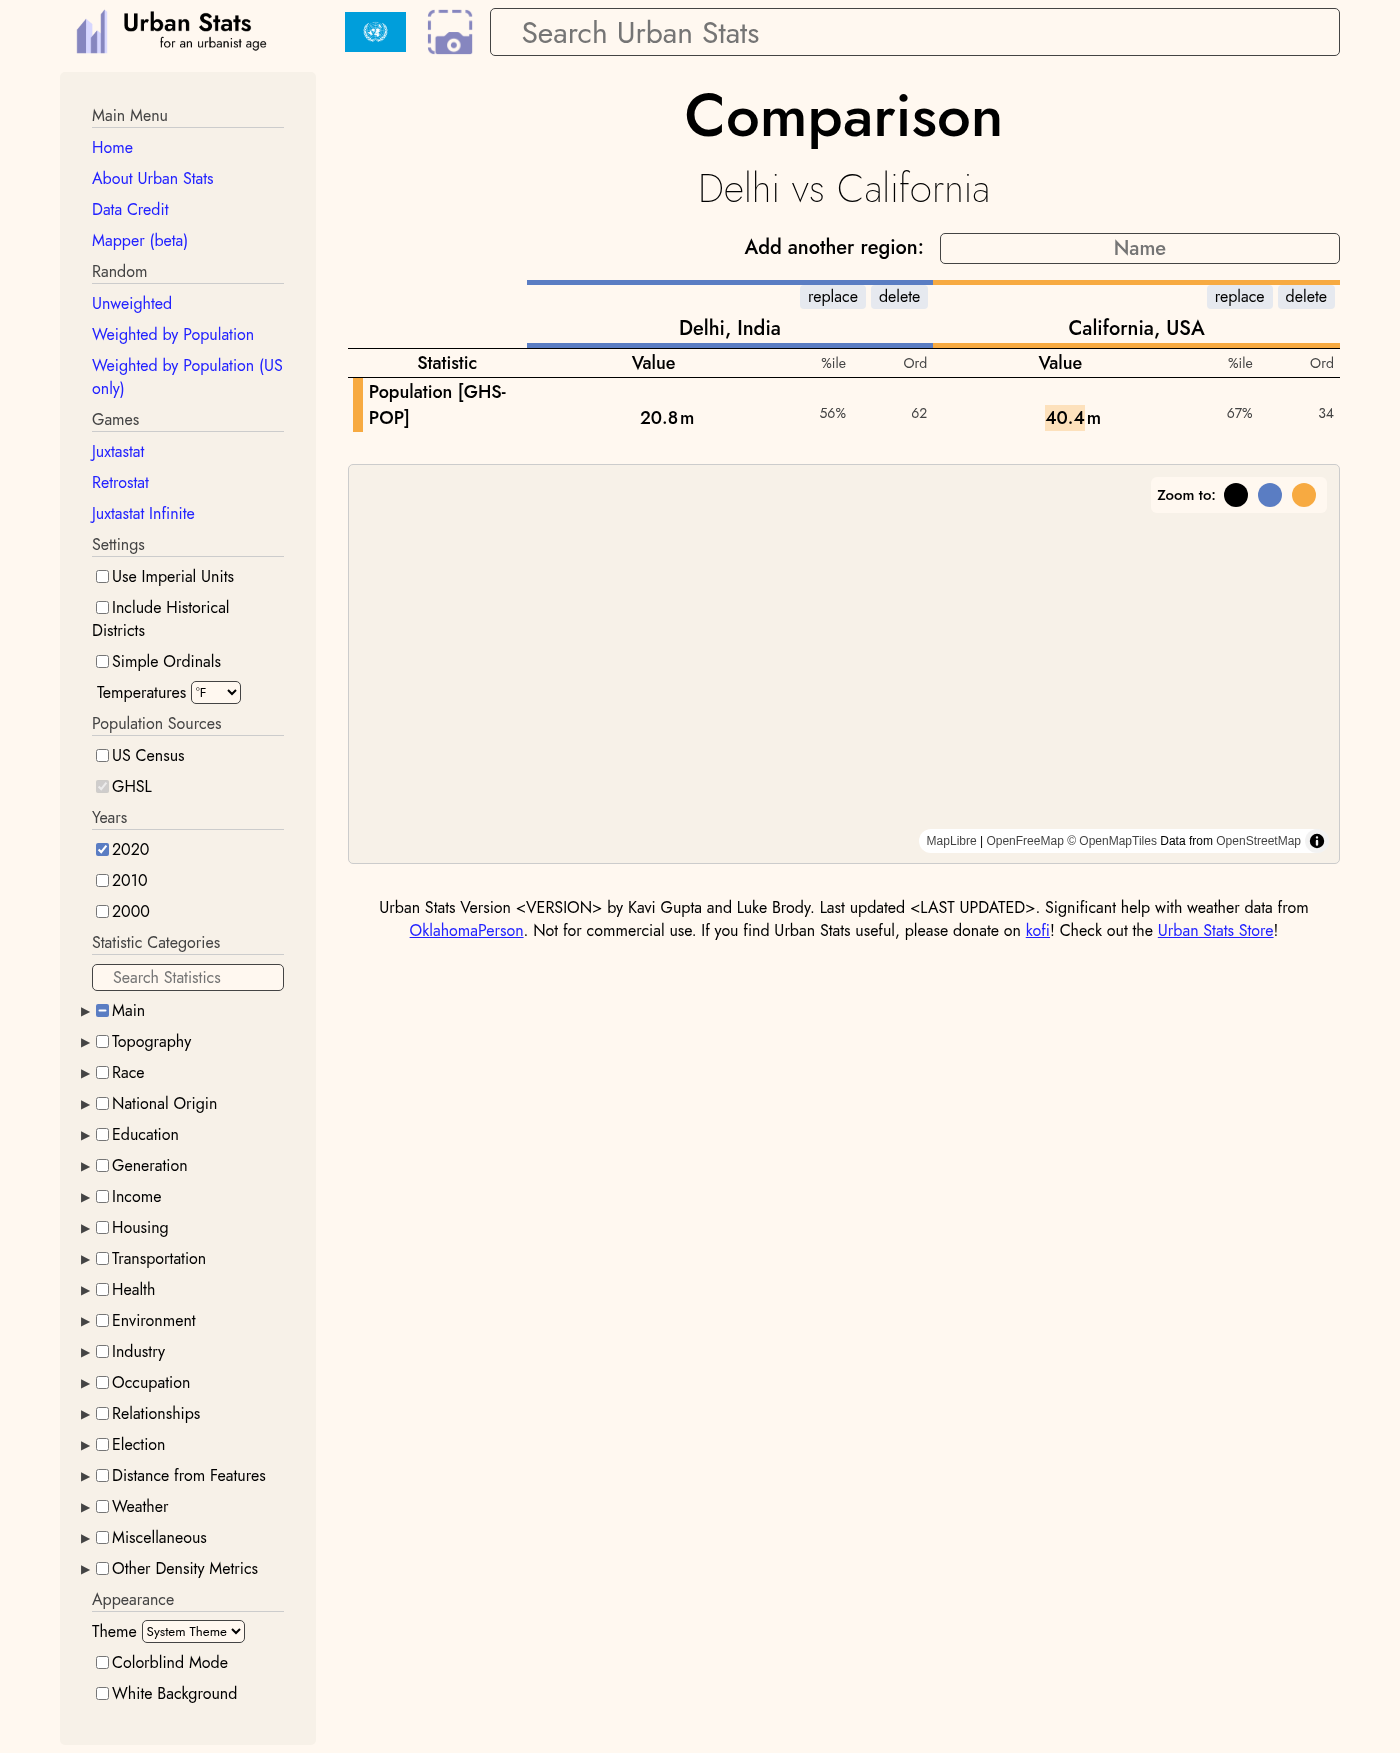 Urban Stats
for an urbanist age
Search Urban Stats
Main Menu
Home
About Urban Stats
Data Credit
Mapper (beta)
Random
Unweighted
Weighted by Population
Weighted by Population (US
only)
Games
Juxtastat
Retrostat
Juxtastat Infinite
Settings
Use Imperial Units
Include Historical
Districts
Simple Ordinals
Temperatures °F
Population Sources
US Census
GHSL
Years
2020
2010
2000
Statistic Categories
Search Statistics
Main
Topography
Race
National Origin
Education
Generation
Income
Housing
Transportation
Health
Environment
Industry
Occupation
Relationships
Election
Distance from Features
Weather
Miscellaneous
Other Density Metrics
Appearance
Theme System Theme
Colorblind Mode
White Background
Comparison
Delhi vs California
Add another region: Name
replace delete replace delete
Delhi, India California, USA
Statistic Value %ile Ord Value %ile Ord
Population [GHS-
POP] 20.8m 56% 62 40.4m 67% 34
Zoom to:
MapLibre | OpenFreeMap © OpenMapTiles Data from OpenStreetMap
Urban Stats Version <VERSION> by Kavi Gupta and Luke Brody. Last updated <LAST UPDATED>. Significant help with weather data from
OklahomaPerson. Not for commercial use. If you find Urban Stats useful, please donate on kofi! Check out the Urban Stats Store!